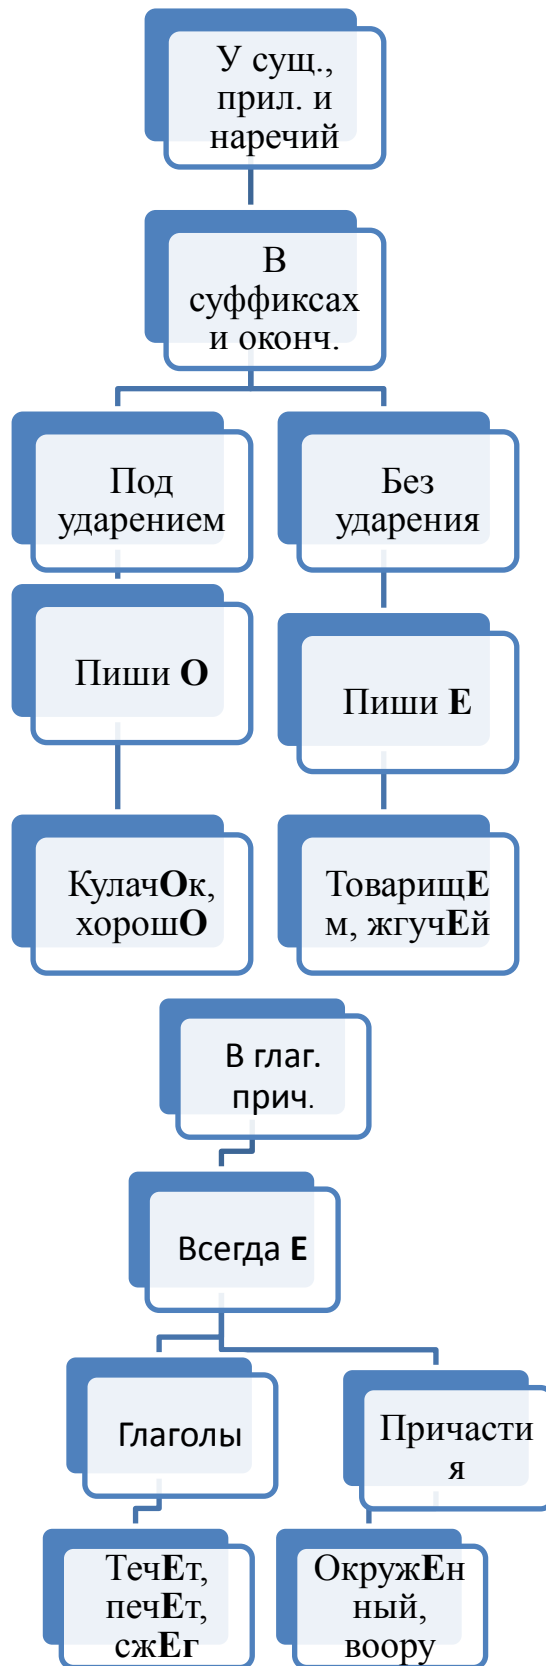 У сущ.,
прил. и
наречий
В
суффиксах
и оконч.
Под
ударением
Без
ударения
Пиши О
Пиши Е
КулачОк,
хорошО
ТоварищЕ
м, жгучЕй
В глаг.
прич.
Всегда Е
Глаголы
Причасти
я
ТечЕт,
печЕт,
сжЕг
ОкружЕн
ный,
воору